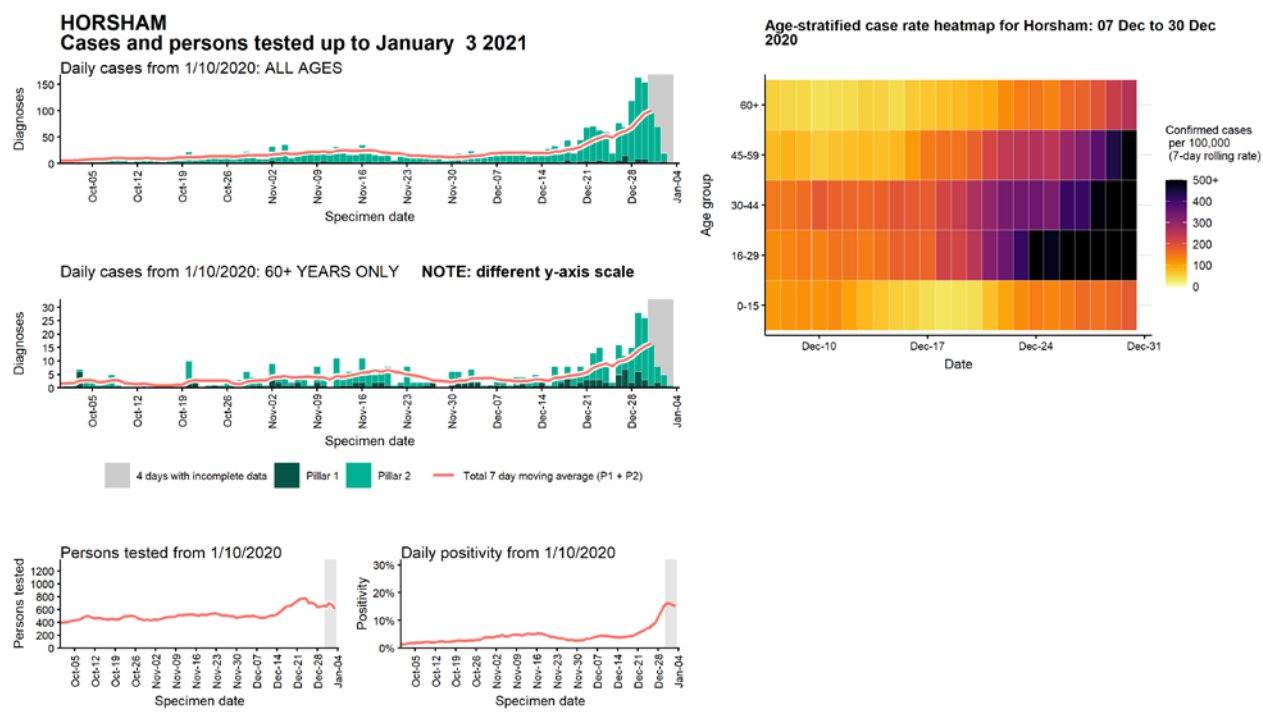 HORSHAM
Cases and persons tested up to January 3 2021
Daily cases from 1/10/2020: ALL AGES
Diagnoses
150
100
50
0
Oct-05
Oct-12
Oct-19
Oct-26
Nov-02
Nov-09
Nov-16
Nov-23
Nov-30
Dec-07
Dec-14
Dec-21
Dec-28
Jan-04
Specimen date
Daily cases from 1/10/2020: 60+ YEARS ONLY NOTE: different y-axis scale
Diagnoses
30
25
20
15
10
5
0
Oct-05
Oct-12
Oct-19
Oct-26
Nov-02
Nov-09
Nov-16
Nov-23
Nov-30
Dec-07
Dec-14
Dec-21
Dec-28
Jan-04
Specimen date
4 days with incomplete data Pillar 1 Pillar 2 Total 7 day moving average (P1 + P2)
Persons tested from 1/10/2020
Persons tested
1200
1000
800
600
400
200
0
Oct-05
Oct-12
Oct-19
Oct-26
Nov-02
Nov-09
Nov-16
Nov-23
Nov-30
Dec-07
Dec-14
Dec-21
Dec-28
Jan-04
Specimen date
Daily positivity from 1/10/2020
Positivity
30%
20%
10%
0%
Oct-05
Oct-12
Oct-19
Oct-26
Nov-02
Nov-09
Nov-16
Nov-23
Nov-30
Dec-07
Dec-14
Dec-21
Dec-28
Jan-04
Specimen date
Age-stratified case rate heatmap for Horsham: 07 Dec to 30 Dec
2020
Age group
60+
45-59
30-44
16-29
0-15
Dec-10
Dec-17
Dec-24
Dec-31
Date
Confirmed cases
per 100,000
(7-day rolling rate)
500+
400
300
200
100
0